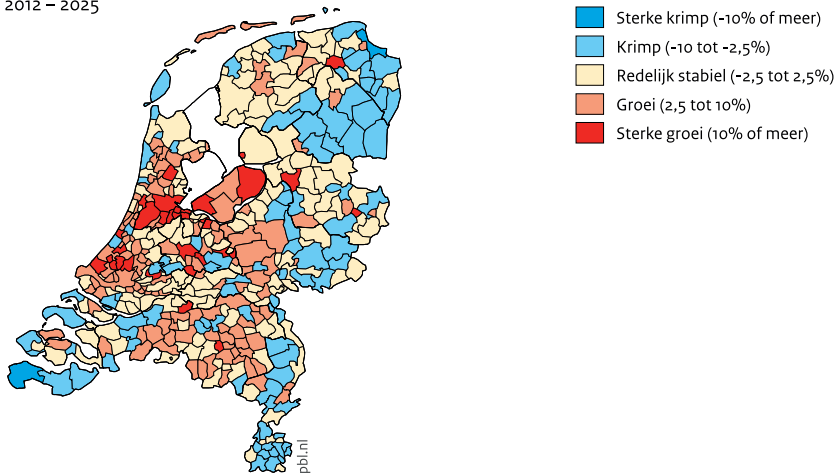 2012 – 2025
Sterke krimp (-10% of meer)
Krimp (-10 tot -2,5%)
Redelijk stabiel (-2,5 tot 2,5%)
Groei (2,5 tot 10%)
Sterke groei (10% of meer)
pbl.nl